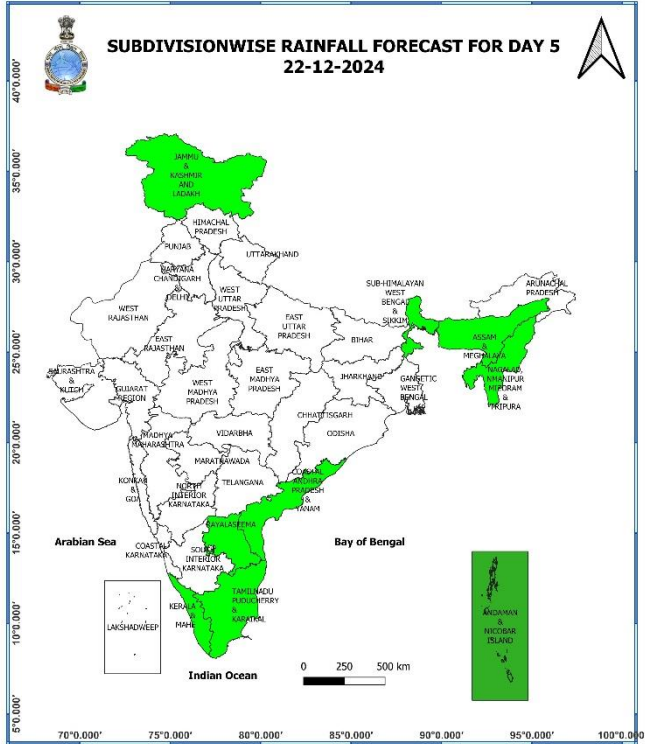 SUBDIVISIONWISE RAINFALL FORECAST FOR DAY 5
22-12-2024
JAMMU
&
KASHMIR
AND
LADAKH
HIMACHAL
PRADESH
PUNJAB
UTTARAKHAND
HARYANA
CHANDIGARH
&
DELHI
WEST
UTTAR
PRADESH
SUB-HIMALAYAN
WEST
BENGAL
&
SIKKIM
ARUNACHAL
PRADESH
WEST
RAJASTHAN
EAST
UTTAR
PRADESH
EAST
RAJASTHAN
BIHAR
ASSAM
&
MEGHALAYA
NAGALAD,
NMANIPUR
MIZORAM
&
TRIPURA
SAURASHTRA
&
KUTCH
GUJARAT
REGION
WEST
MADHYA
PRADESH
EAST
MADHYA
PRADESH
JHARKHAND
GANGETIC
WEST
BENGAL
CHHATTISGARH
ODISHA
MADHYA
MAHARASHTRA
VIDARBHA
MARATHAWADA
TELANGANA
KONKAN
&
GOA
NORTH
INTERIOR
KARNATAKA
COASTAL
ANDHRA
PRADESH
&
YANAM
RAYALASEEMA
Arabian Sea
Bay of Bengal
COASTAL
KARNATAKA
SOUTH
INTERIOR
KARNATAKA
TAMILNADU
PUDUCHERRY
&
KARAIKAL
KERALA
&
MAHE
LAKSHADWEEP
ANDAMAN
&
NICOBAR
ISLAND
Indian Ocean
0 250 500 km
40°0.000'
35°0.000'
30°0.000'
25°0.000'
20°0.000'
15°0.000'
10°0.000'
5°0.000'
70°0.000' 75°0.000' 80°0.000' 85°0.000' 90°0.000' 95°0.000' 100°0.000'